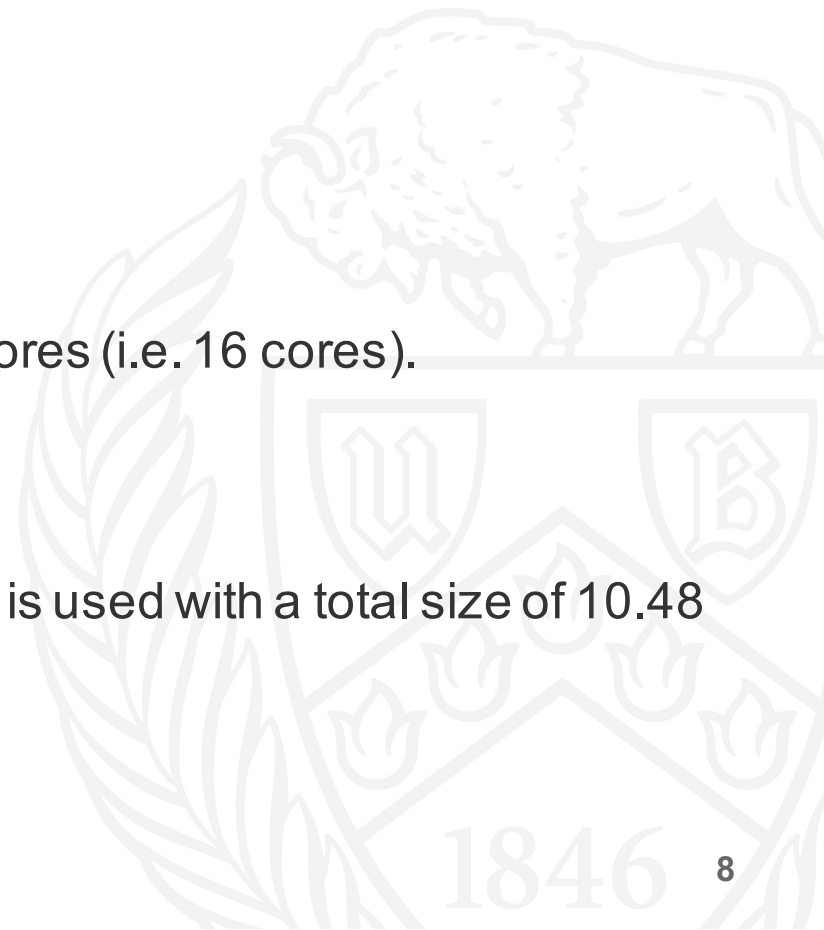 ores (i.e. 16 cores).
is used with a total size of 10.48
U B
1846
8